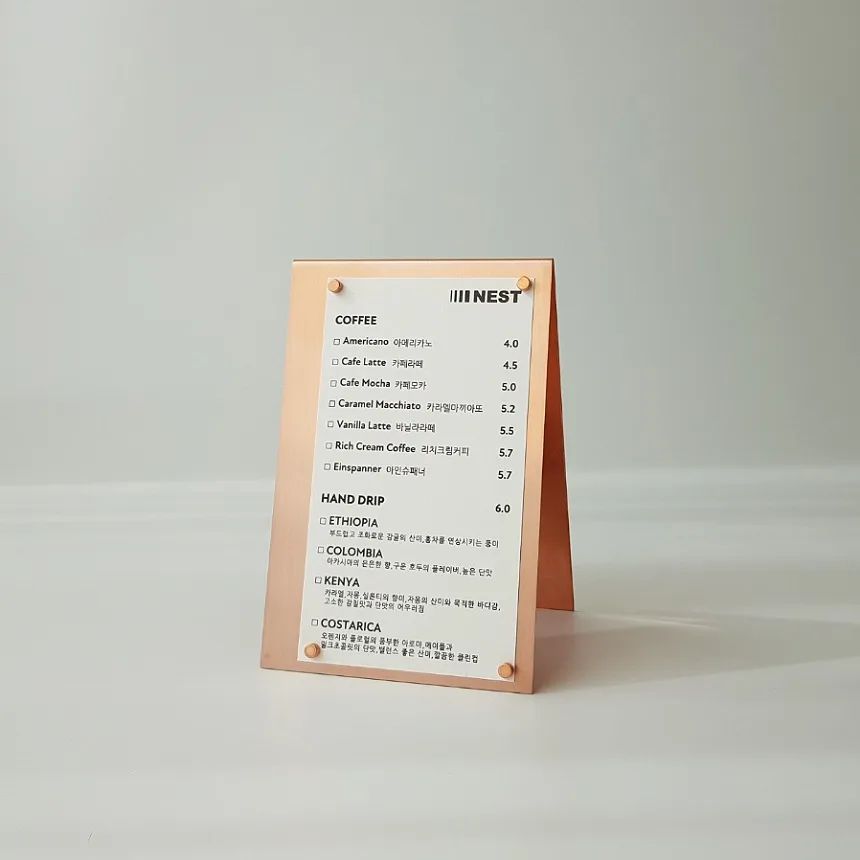 NEST
COFFEE
□ Americano 아메리카노 4.0
□ Cafe Latte 카페라떼 4.5
□ Cafe Mocha 카페모카 5.0
□ Caramel Macchiato 카라멜마끼아또 5.2
□ Vanilla Latte 바닐라라떼 5.5
□ Rich Cream Coffee 리치크림커피 5.7
□ Einspanner 아인슈패너 5.7
HAND DRIP 6.0
□ ETHIOPIA
부드럽고 조화로운 감귤의 산미,홍차를 연상시키는 풍미
□ COLOMBIA
아카시아의 은은한 향,구운 호두의 플레이버,높은 단맛
□ KENYA
카라멜,자몽,실론티의 향미,자몽의 산미와 묵직한 바디감,
고소한 곡물맛과 단맛의 어우러짐
□ COSTARICA
오렌지와 플로럴의 풍부한 아로마,메이플과
밀크초콜릿의 단맛,밸런스 좋은 산미,깔끔한 클린컵